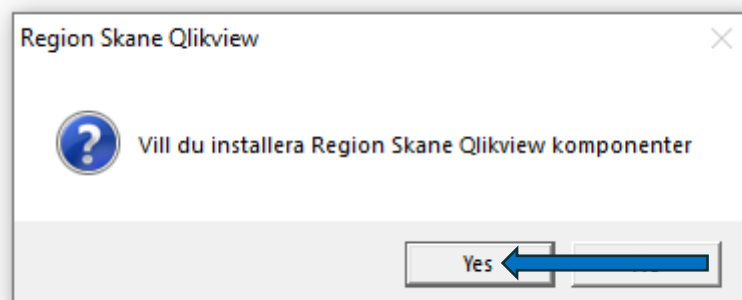 Region Skane Qlikview
Vill du installera Region Skane Qlikview komponenter
Yes